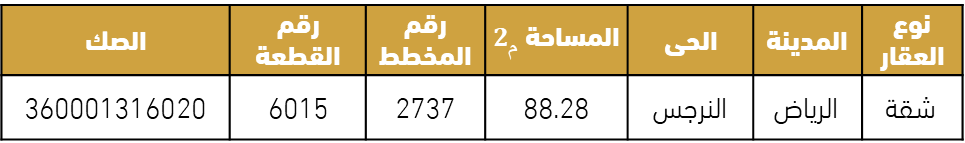 نوع العقار المدينة الحى المساحة م2 رقم المخطط رقم القطعة الصك
شقة الرياض النرجس 88.28 2737 6015 360001316020